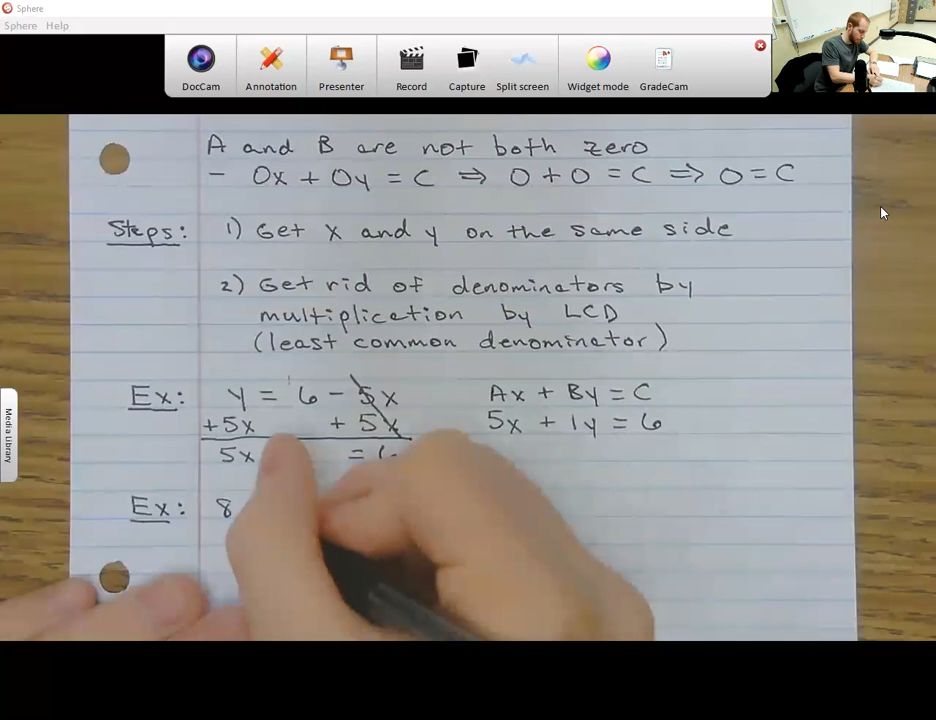 Sphere
Sphere Help
DocCam Annotation Presenter Record Capture Split screen Widget mode GradeCam
Media Library
A and B are not both zero
- 0x + 0y = C ⇒ 0 + 0 = C ⇒ 0 = C
Steps: 1) Get x and y on the same side
2) Get rid of denominators by
multiplication by LCD
(least common denominator)
Ex: y = 6 - 5x Ax + By = C
+5x + 5x 5x + 1y = 6
5x = 6
Ex: 8